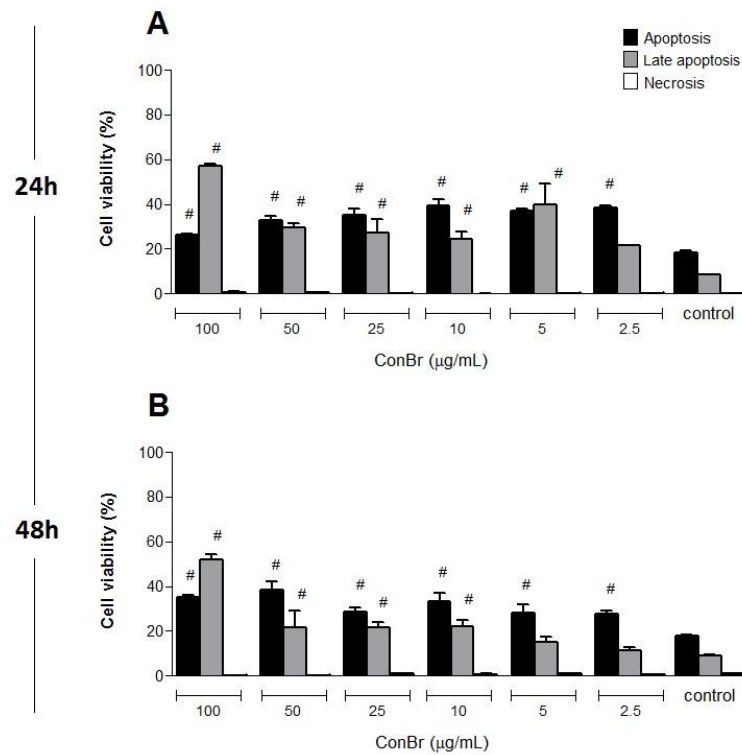 A
Apoptosis
Late apoptosis
Necrosis
24h
Cell viability (%)
100
80
60
40
20
0
# # # # # # # # # # #
100 50 25 10 5 2.5 control
ConBr (µg/mL)
B
48h
Cell viability (%)
100
80
60
40
20
0
# # # # # # # # # #
100 50 25 10 5 2.5 control
ConBr (µg/mL)